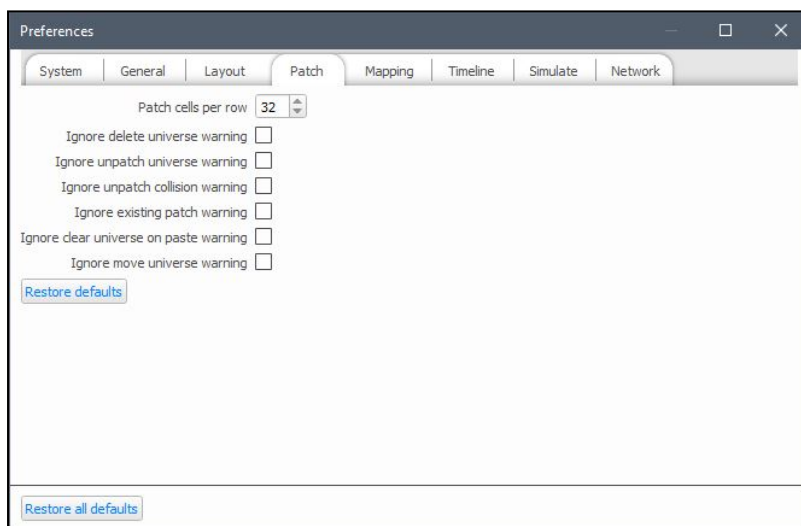 Preferences
System General Layout Patch Mapping Timeline Simulate Network
Patch cells per row 32
Ignore delete universe warning
Ignore unpatch universe warning
Ignore unpatch collision warning
Ignore existing patch warning
Ignore clear universe on paste warning
Ignore move universe warning
Restore defaults
Restore all defaults